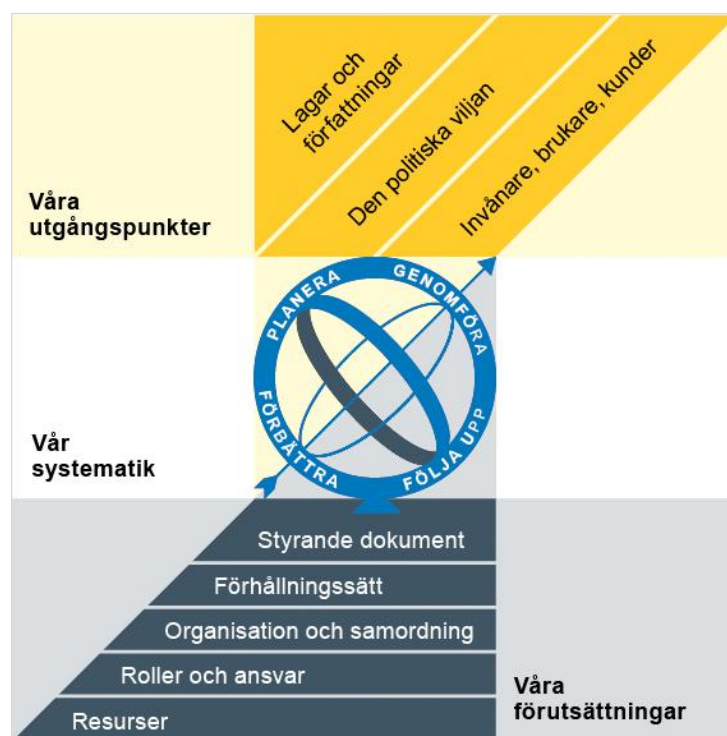 Lagar och
författningar
Den politiska viljan
Invånare, brukare, kunder
Våra
utgångspunkter
PLANERA
GENOMFÖRA
FÖRBÄTTRA
FÖLJA UPP
Vår
systematik
Styrande dokument
Förhållningssätt
Organisation och samordning
Roller och ansvar
Resurser
Våra
förutsättningar